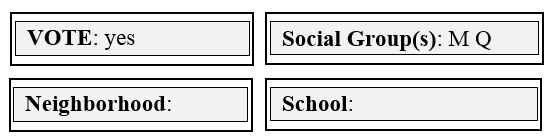 VOTE: yes
Social Group(s): M Q
Neighborhood:
School: